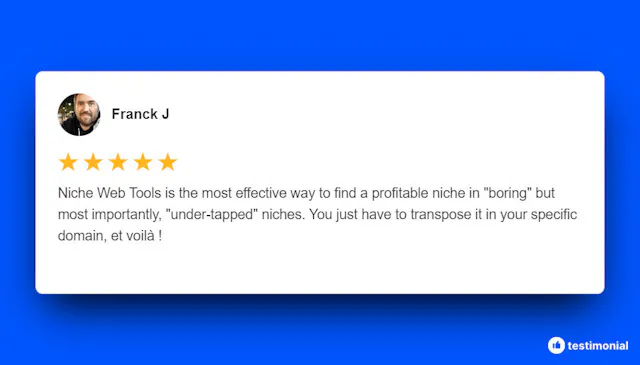 Franck J
Niche Web Tools is the most effective way to find a profitable niche in "boring" but
most importantly, "under-tapped" niches. You just have to transpose it in your specific
domain, et voilà !
testimonial